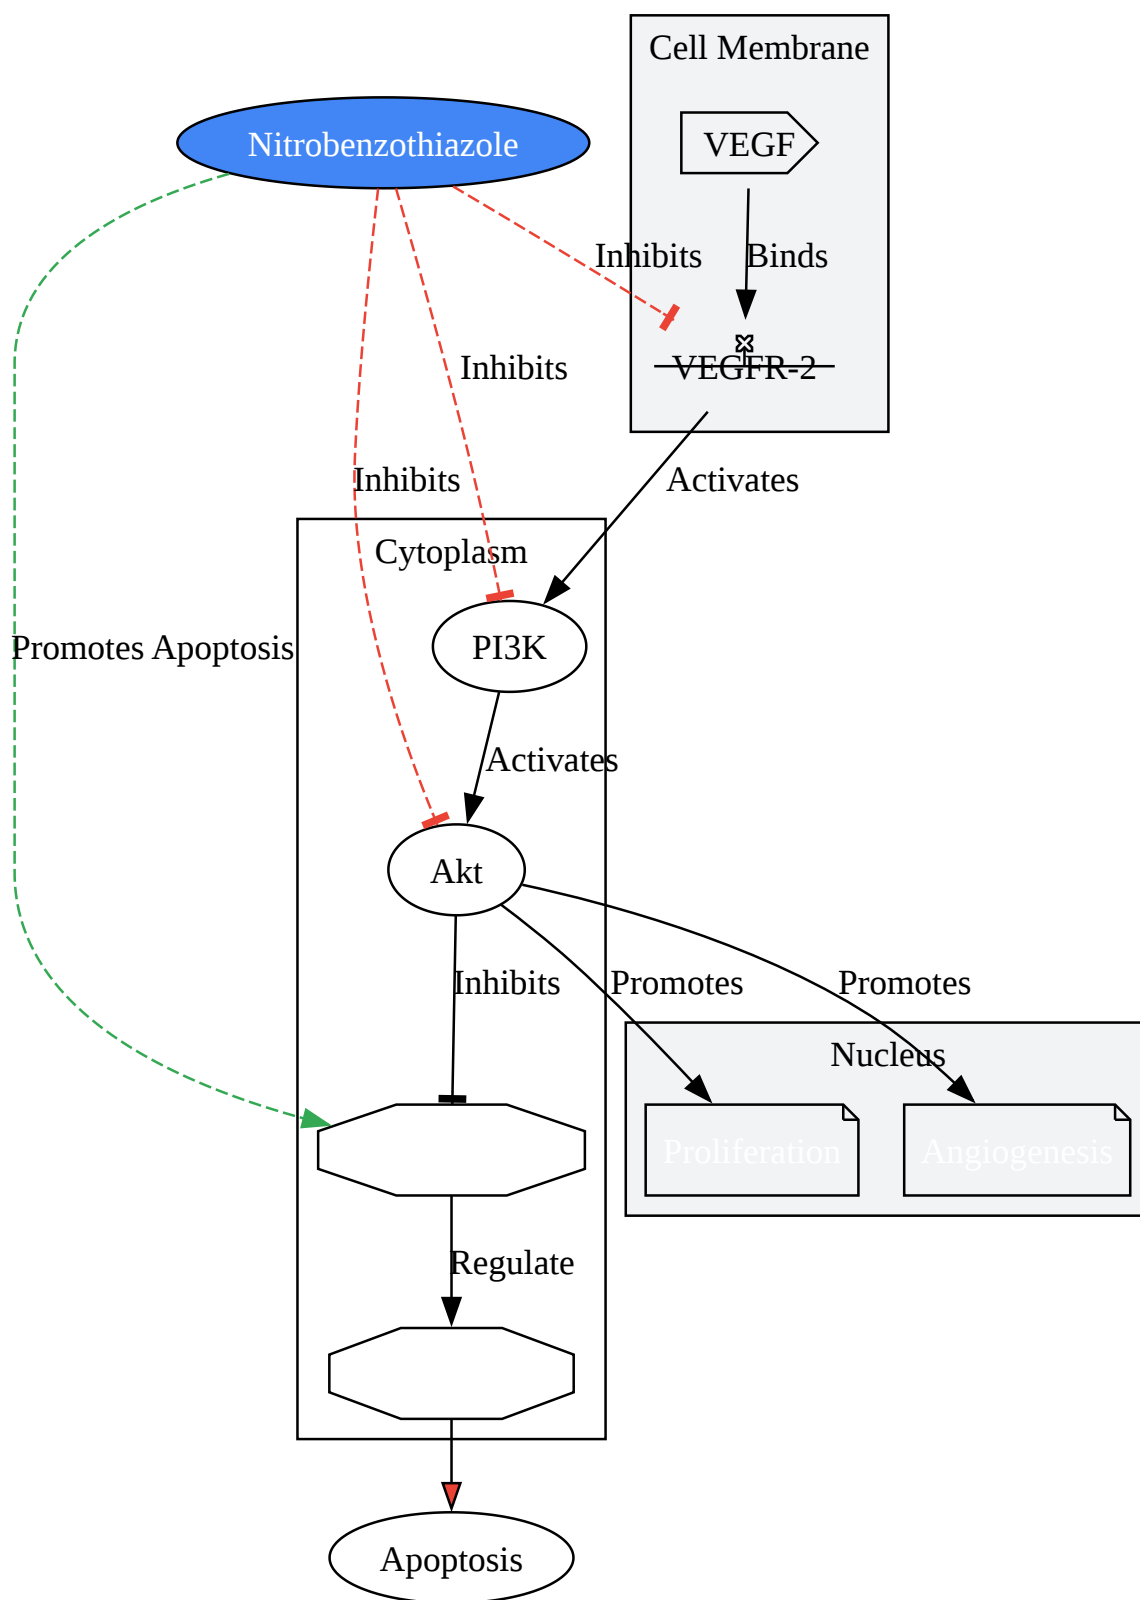 Cell Membrane
Nitrobenzothiazole
VEGF
Inhibits
Binds
VEGFR-2
Inhibits
Inhibits
Activates
Cytoplasm
PI3K
Promotes Apoptosis
Activates
Akt
Inhibits
Promotes
Promotes
Nucleus
Proliferation
Angiogenesis
Regulate
Apoptosis